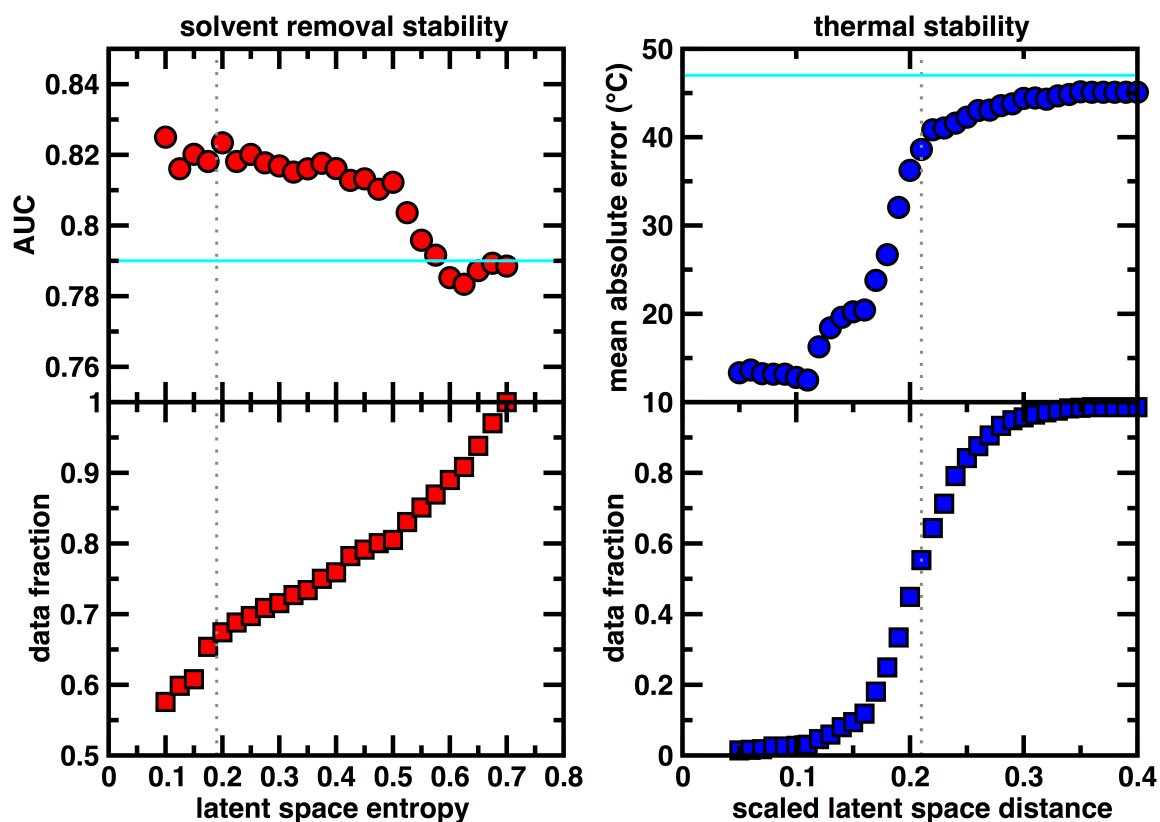 solvent removal stability
thermal stability
0.84
0.82
0.8
0.78
0.76
AUC
50
40
30
20
10
mean absolute error (°C)
1
0.9
0.8
0.7
0.6
0.5
data fraction
0.8
0.6
0.4
0.2
0
data fraction
0 0.1 0.2 0.3 0.4 0.5 0.6 0.7 0.8
latent space entropy
0 0.1 0.2 0.3 0.4
scaled latent space distance